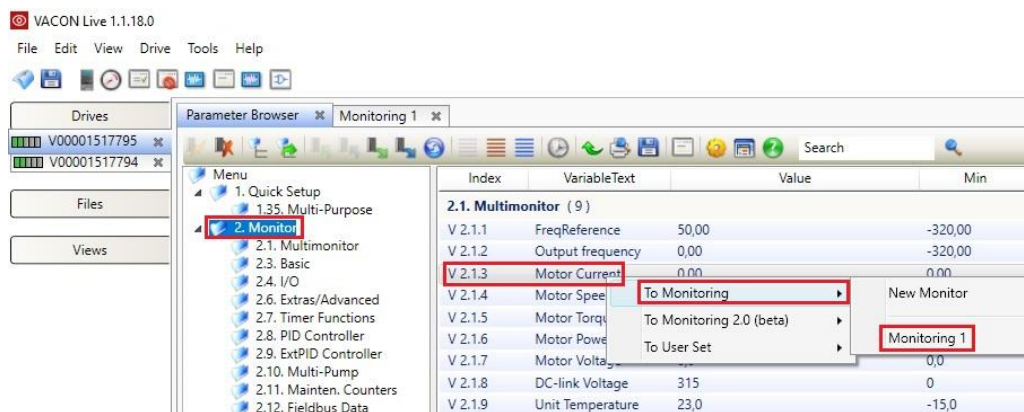 VACON Live 1.1.18.0
File Edit View Drive Tools Help
Drives
V00001517795
V00001517794
Files
Views
Parameter Browser Monitoring 1
Search
Menu
1. Quick Setup
1.35. Multi-Purpose
2. Monitor
2.1. Multimonitor
2.3. Basic
2.4. I/O
2.6. Extras/Advanced
2.7. Timer Functions
2.8. PID Controller
2.9. ExtPID Controller
2.10. Multi-Pump
2.11. Mainten. Counters
2.12. Fieldbus Data
Index VariableText Value Min
2.1. Multimonitor (9)
V 2.1.1 FreqReference 50,00 -320,00
V 2.1.2 Output frequency 0,00 -320,00
V 2.1.3 Motor Current 0,00 0,00
V 2.1.4 Motor Spee
V 2.1.5 Motor Torqu
V 2.1.6 Motor Powe
V 2.1.7 Motor Voltage 0,0
V 2.1.8 DC-link Voltage 315 0
V 2.1.9 Unit Temperature 23,0 -15,0
To Monitoring
To Monitoring 2.0 (beta)
To User Set
New Monitor
Monitoring 1